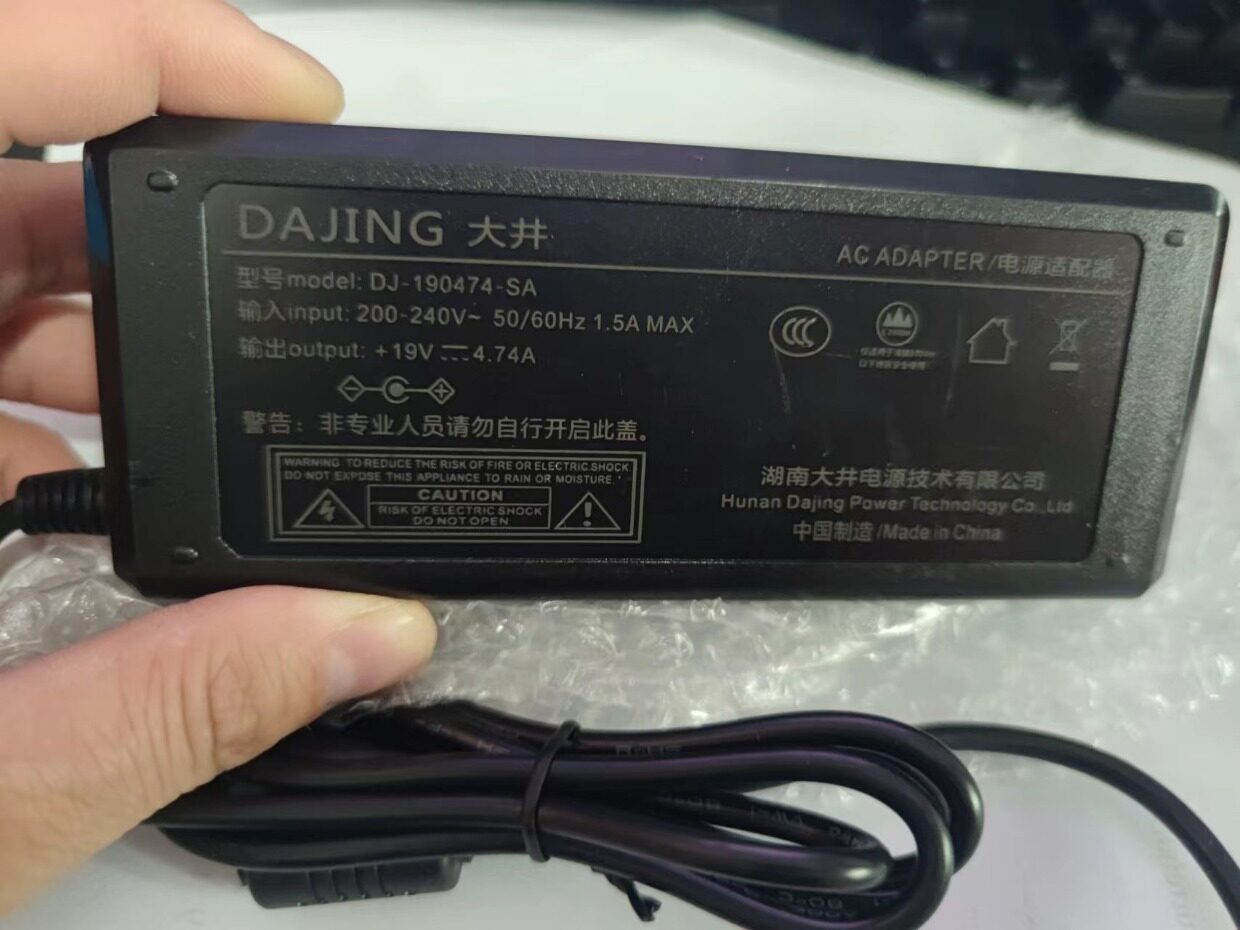 DAJING 大井
AC ADAPTER/电源适配器
型号model: DJ-190474-SA
输入input: 200-240V~ 50/60Hz 1.5A MAX
输出output: +19V⎓4.74A
警告：非专业人员请勿自行开启此盖。
WARNING TO REDUCE THE RISK OF FIRE OR ELECTRIC SHOCK
DO NOT EXPOSE THIS APPLIANCE TO RAIN OR MOISTURE.
CAUTION
RISK OF ELECTRIC SHOCK
DO NOT OPEN
湖南大井电源技术有限公司
Hunan Dajing Power Technology Co.,Ltd
中国制造/Made in China